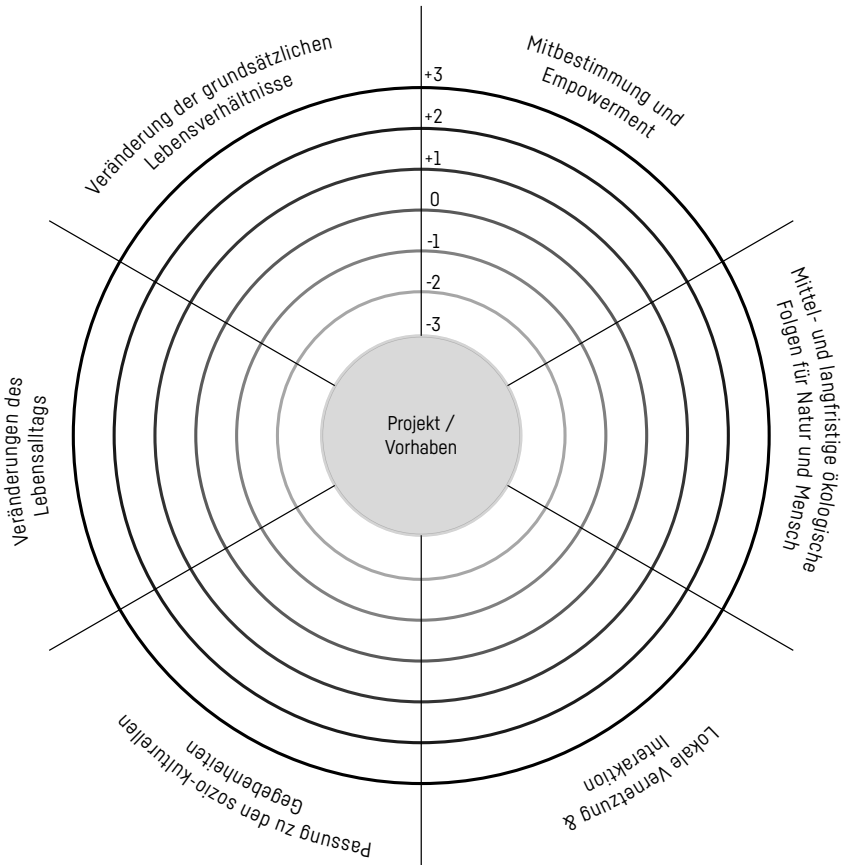 Veränderung der grundsätzlichen
Lebensverhältnisse
Mitbestimmung und
Empowerment
+3
+2
+1
0
-1
-2
-3
Mittel- und langfristige ökologische
Folgen für Natur und Mensch
Projekt /
Vorhaben
Veränderungen des
Lebensalltags
Lokale Vernetzung &
Interaktion
Passung zu den sozio-kulturellen
Gegebenheiten